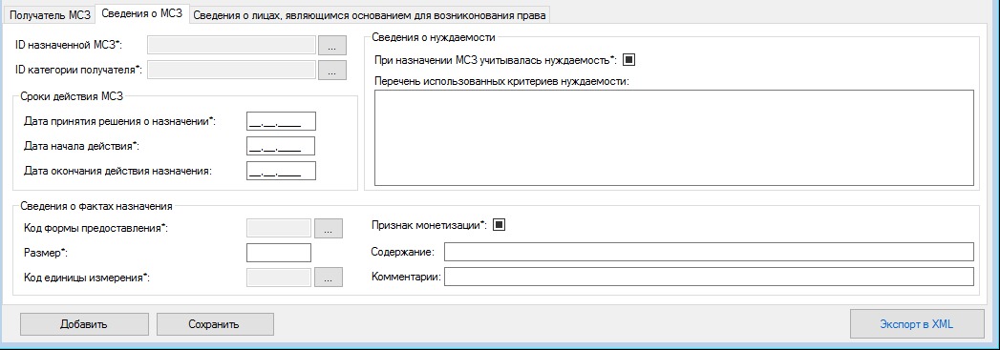 Получатель МСЗ Сведения о МСЗ Сведения о лицах, являющимся основанием для возниконования права
ID назначенной МСЗ*: ...
ID категории получателя*: ...
Сроки действия МСЗ
Дата принятия решения о назначении*: __.__.____
Дата начала действия*: __.__.____
Дата окончания действия назначения: __.__.____
Сведения о нуждаемости
При назначении МСЗ учитывалась нуждаемость*:
Перечень использованных критериев нуждаемости:
Сведения о фактах назначения
Код формы предоставления*: ...
Размер*:
Код единицы измерения*: ...
Признак монетизации*:
Содержание:
Комментарии:
Добавить Сохранить Экспорт в XML